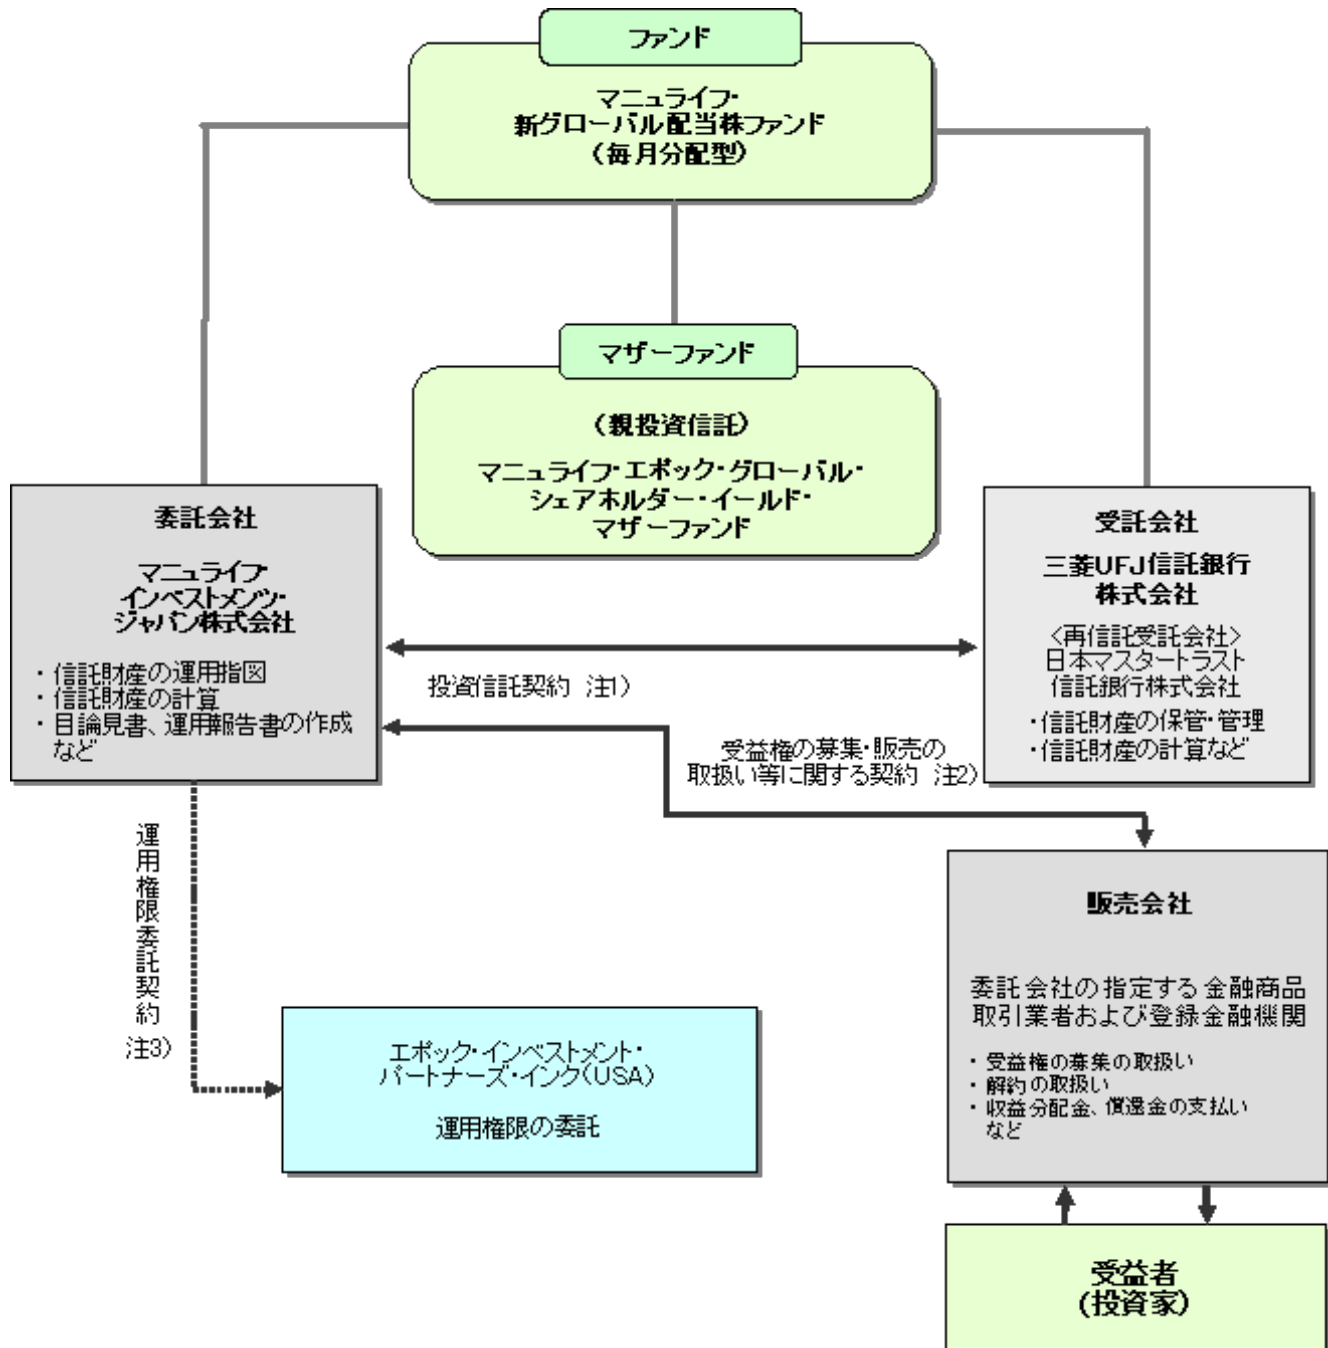 ファンド
マニュライフ・
新グローバル配当株ファンド
（毎月分配型）
マザーファンド
（親投資信託）
マニュライフ・エポック・グローバル・
シェアホルダー・イールド・
マザーファンド
委託会社
マニュライフ・
インベストメンツ・
ジャパン株式会社
・信託財産の運用指図
・信託財産の計算
・目論見書、運用報告書の作成
など
受託会社
三菱UFJ信託銀行
株式会社
＜再信託受託会社＞
日本マスタートラスト
信託銀行株式会社
・信託財産の保管・管理
・信託財産の計算など
投資信託契約 注1）
受益権の募集・販売の
取扱い等に関する契約 注2）
運用権限委託契約
注3）
エポック・インベストメント・
パートナーズ・インク（USA）
運用権限の委託
販売会社
委託会社の指定する金融商品
取引業者および登録金融機関
・受益権の募集の取扱い
・解約の取扱い
・収益分配金、償還金の支払い
など
受益者
（投資家）